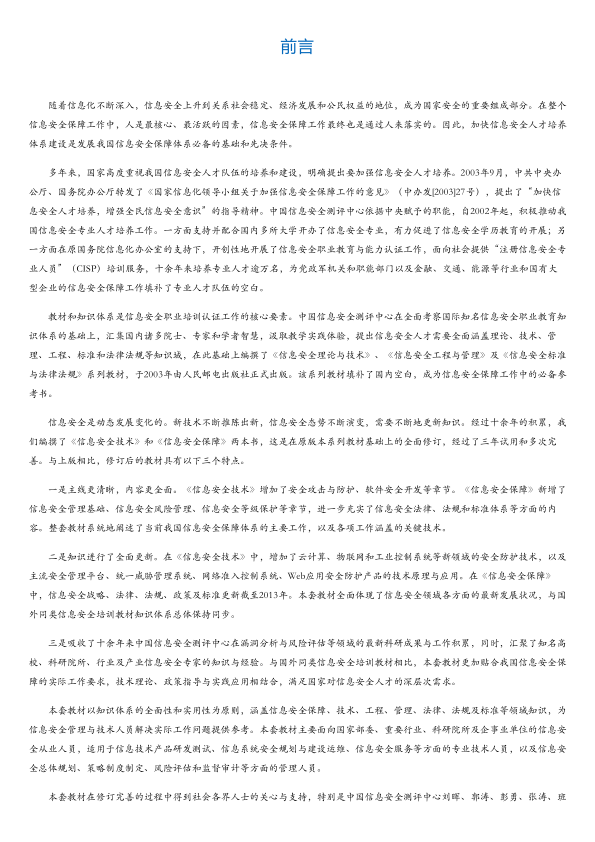 前言
随着信息化不断深入，信息安全上升到关系社会稳定、经济发展和公民权益的地位，成为国家安全的重要组成部分。在整个
信息安全保障工作中，人是最核心、最活跃的因素，信息安全保障工作最终也是通过人来落实的。因此，加快信息安全人才培养
体系建设是发展我国信息安全保障体系必备的基础和先决条件。
多年来，国家高度重视我国信息安全人才队伍的培养和建设，明确提出要加强信息安全人才培养。2003年9月，中共中央办
公厅、国务院办公厅转发了《国家信息化领导小组关于加强信息安全保障工作的意见》（中办发[2003]27号），提出了“加快信
息安全人才培养，增强全民信息安全意识”的指导精神。中国信息安全测评中心依据中央赋予的职能，自2002年起，积极推动我
国信息安全专业人才培养工作。一方面支持并配合国内多所大学开办了信息安全专业，有力促进了信息安全学历教育的开展；另
一方面在原国务院信息化办公室的支持下，开创性地开展了信息安全职业教育与能力认证工作，面向社会提供“注册信息安全专
业人员”（CISP）培训服务，十余年来培养专业人才逾万名，为党政军机关和职能部门以及金融、交通、能源等行业和国有大
型企业的信息安全保障工作填补了专业人才队伍的空白。
教材和知识体系是信息安全职业培训认证工作的核心要素。中国信息安全测评中心在全面考察国际知名信息安全职业教育知
识体系的基础上，汇集国内诸多院士、专家和学者智慧，汲取教学实践体验，提出信息安全人才需要全面涵盖理论、技术、管
理、工程、标准和法律法规等知识域，在此基础上编撰了《信息安全理论与技术》、《信息安全工程与管理》及《信息安全标准
与法律法规》系列教材，于2003年由人民邮电出版社正式出版。该系列教材填补了国内空白，成为信息安全保障工作中的必备参
考书。
信息安全是动态发展变化的。新技术不断推陈出新，信息安全态势不断演变，需要不断地更新知识。经过十余年的积累，我
们编撰了《信息安全技术》和《信息安全保障》两本书，这是在原版本系列教材基础上的全面修订，经过了三年试用和多次完
善。与上版相比，修订后的教材具有以下三个特点。
一是主线更清晰，内容更全面。《信息安全技术》增加了安全攻击与防护、软件安全开发等章节。《信息安全保障》新增了
信息安全管理基础、信息安全风险管理、信息安全等级保护等章节，进一步充实了信息安全法律、法规和标准体系等方面的内
容。整套教材系统地阐述了当前我国信息安全保障体系的主要工作，以及各项工作涵盖的关键技术。
二是知识进行了全面更新。在《信息安全技术》中，增加了云计算、物联网和工业控制系统等新领域的安全防护技术，以及
主流安全管理平台、统一威胁管理系统、网络准入控制系统、Web应用安全防护产品的技术原理与应用。在《信息安全保障》
中，信息安全战略、法律、法规、政策及标准更新截至2013年。本套教材全面体现了信息安全领域各方面的最新发展状况，与国
外同类信息安全培训教材知识体系总体保持同步。
三是吸收了十余年来中国信息安全测评中心在漏洞分析与风险评估等领域的最新科研成果与工作积累，同时，汇聚了知名高
校、科研院所、行业及产业信息安全专家的知识与经验。与国外同类信息安全培训教材相比，本套教材更加贴合我国信息安全保
障的实际工作要求，技术理论、政策指导与实践应用相结合，满足国家对信息安全人才的深层次需求。
本套教材以知识体系的全面性和实用性为原则，涵盖信息安全保障、技术、工程、管理、法律、法规及标准等领域知识，为
信息安全管理与技术人员解决实际工作问题提供参考。本套教材主要面向国家部委、重要行业、科研院所及企事业单位的信息安
全从业人员，适用于信息技术产品研发测试、信息系统安全规划与建设运维、信息安全服务等方面的专业技术人员，以及信息安
全总体规划、策略制度制定、风险评估和监督审计等方面的管理人员。
本套教材在修订完善的过程中得到社会各界人士的关心与支持，特别是中国信息安全测评中心刘晖、郭涛、彭勇、张涛、班